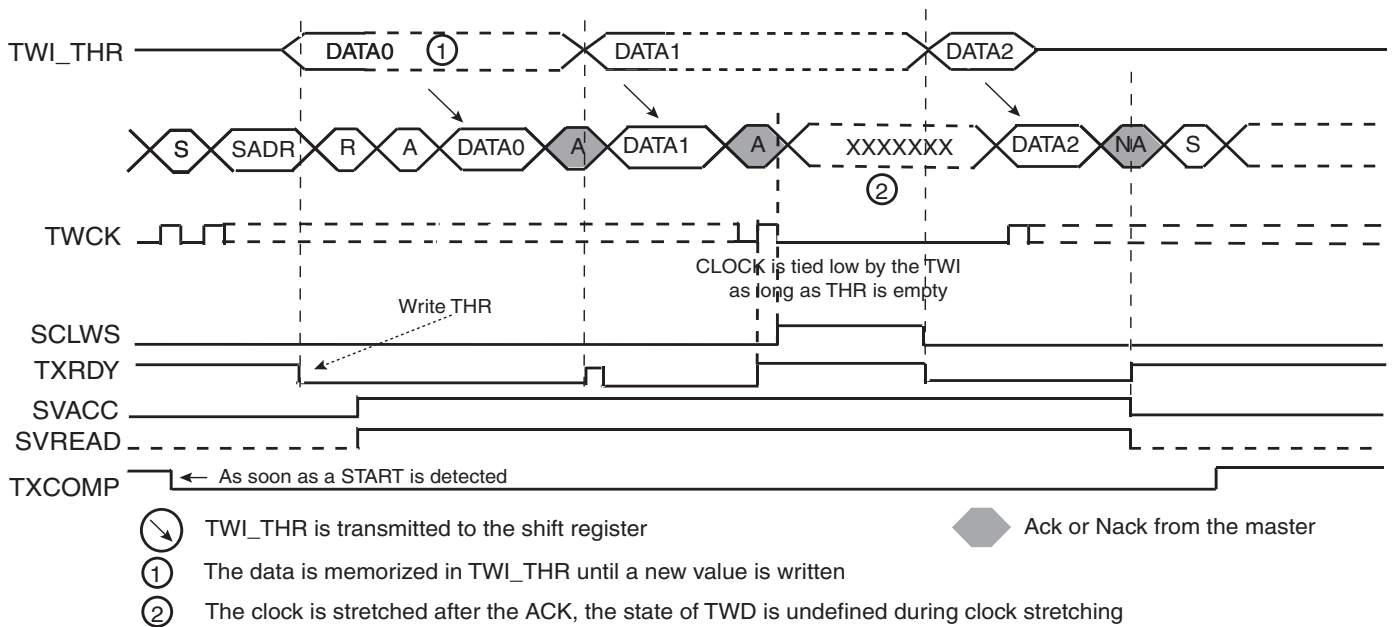 TWI_THR DATA0 1 DATA1 DATA2
S SADR R A DATA0 A DATA1 A XXXXXXX DATA2 NA S
2
TWCK
CLOCK is tied low by the TWI
as long as THR is empty
Write THR
SCLWS
TXRDY
SVACC
SVREAD
As soon as a START is detected
TXCOMP
TWI_THR is transmitted to the shift register
Ack or Nack from the master
1 The data is memorized in TWI_THR until a new value is written
2 The clock is stretched after the ACK, the state of TWD is undefined during clock stretching